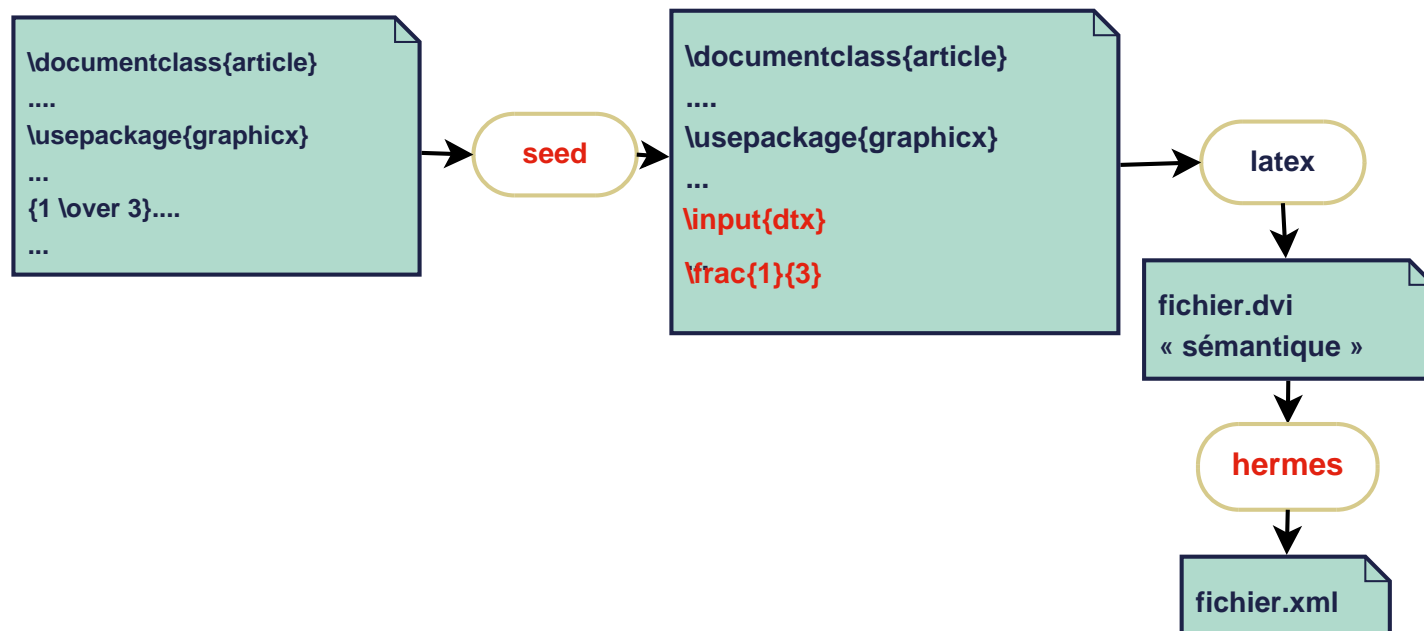 \documentclass{article}
....
\usepackage{graphicx}
...
{1 \over 3}....
...
seed
\documentclass{article}
....
\usepackage{graphicx}
...
\input{dtx}
...
\frac{1}{3}
latex
fichier.dvi
« sémantique »
hermes
fichier.xml